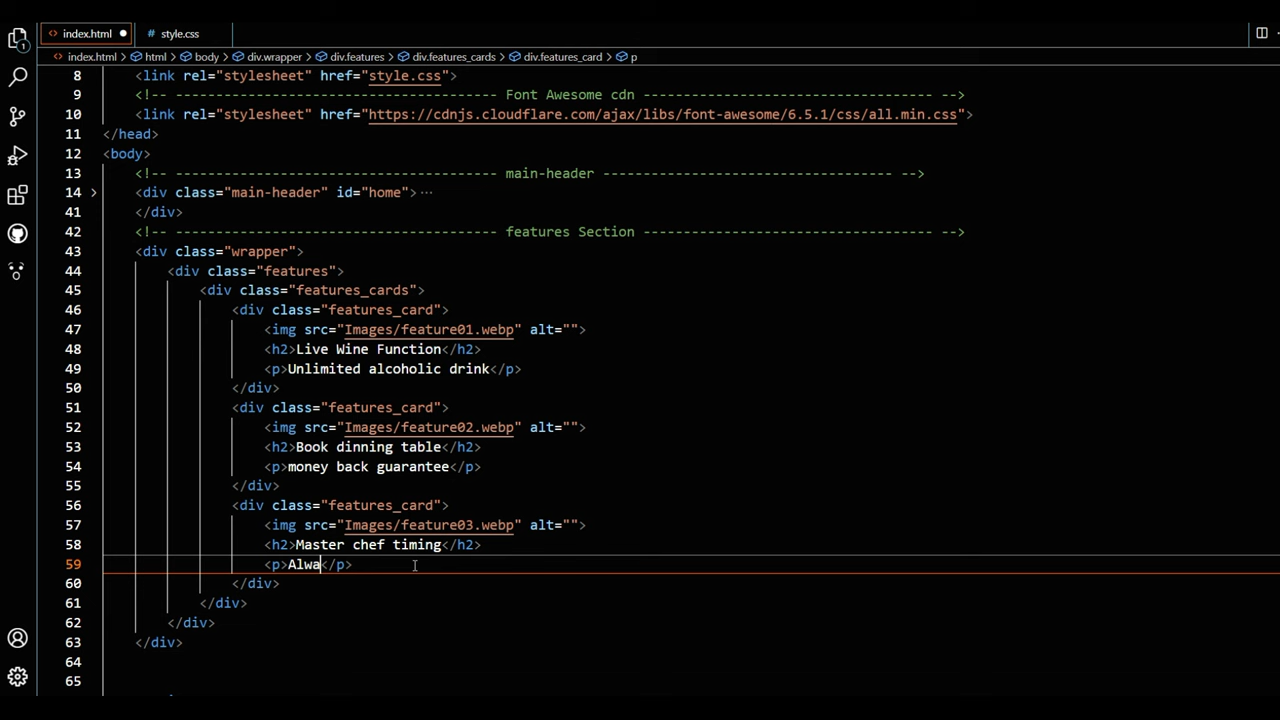 index.html style.css
index.html html body div.wrapper div.features div.features_cards div.features_card p
8 <link rel="stylesheet" href="style.css">
9 <!-- ---------------------------------------- Font Awesome cdn ------------------------------------ -->
10 <link rel="stylesheet" href="https://cdnjs.cloudflare.com/ajax/libs/font-awesome/6.5.1/css/all.min.css">
11 </head>
12 <body>
13 <!-- ---------------------------------------- main-header ------------------------------------ -->
14 <div class="main-header" id="home">···
41 </div>
42 <!-- ---------------------------------------- features Section ------------------------------------ -->
43 <div class="wrapper">
44 <div class="features">
45 <div class="features_cards">
46 <div class="features_card">
47 <img src="Images/feature01.webp" alt="">
48 <h2>Live Wine Function</h2>
49 <p>Unlimited alcoholic drink</p>
50 </div>
51 <div class="features_card">
52 <img src="Images/feature02.webp" alt="">
53 <h2>Book dinning table</h2>
54 <p>money back guarantee</p>
55 </div>
56 <div class="features_card">
57 <img src="Images/feature03.webp" alt="">
58 <h2>Master chef timing</h2>
59 <p>Alwa</p>
60 </div>
61 </div>
62 </div>
63 </div>
64
65